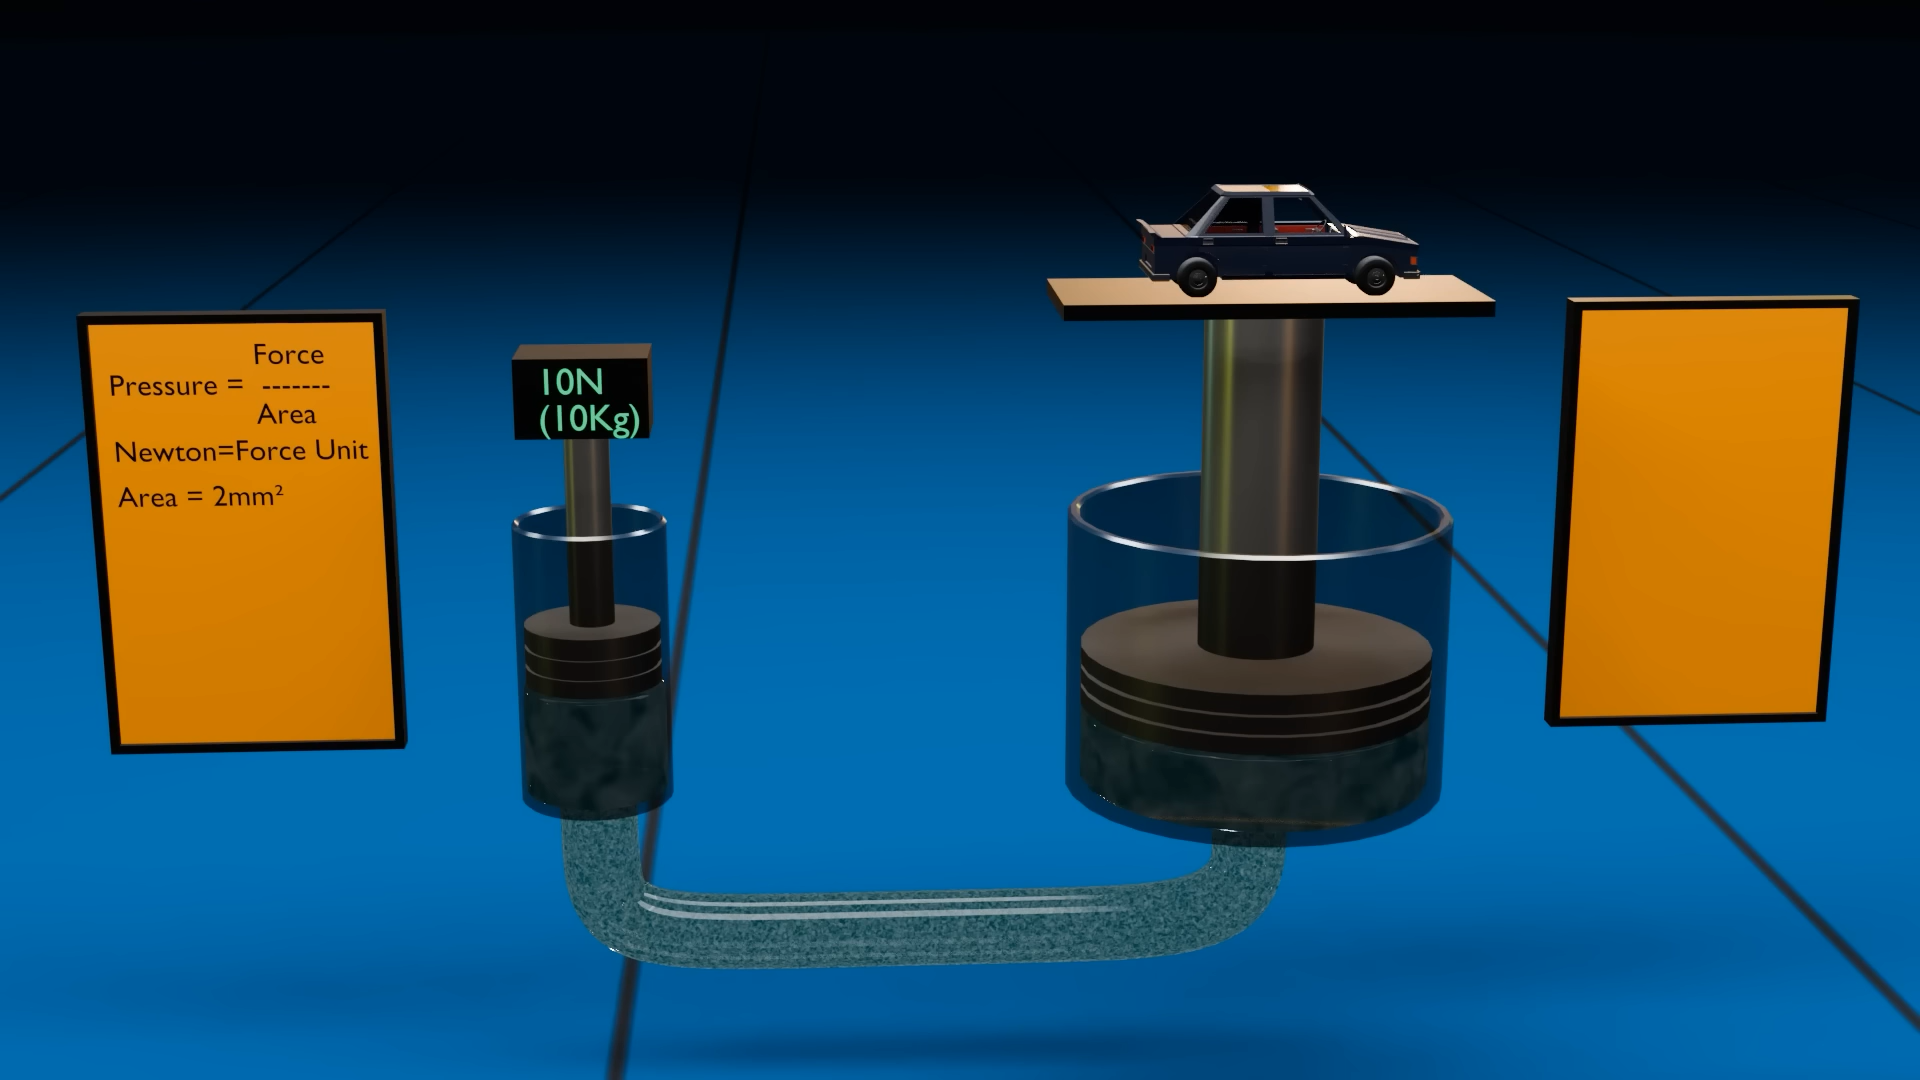 Force
Pressure = -------
Area
Newton=Force Unit
Area = 2mm²
10N
(10Kg)